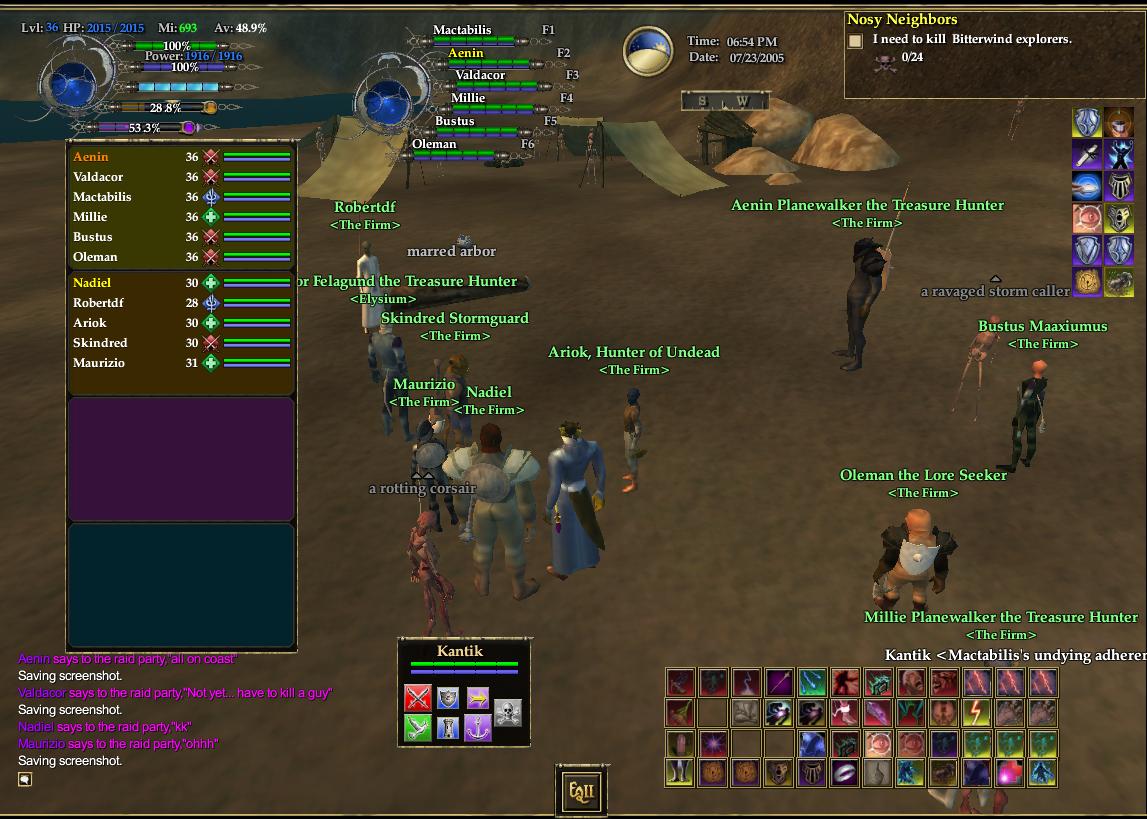 Lvl: 36 HP: 2015 / 2015 Mi: 693 Av: 48.9%
100%
Power: 1916 / 1916
100%
28.8%
53.3%
Mactabilis F1
Aenin F2
Valdacor F3
Millie F4
Bustus F5
Oleman F6
Time: 06:54 PM
Date: 07/23/2005
S W
Nosy Neighbors
I need to kill Bitterwind explorers.
0/24
Aenin 36
Valdacor 36
Mactabilis 36
Millie 36
Bustus 36
Oleman 36
Nadiel 30
Robertdf 28
Ariok 30
Skindred 30
Maurizio 31
Robertdf
<The Firm>
marred arbor
or Felagund the Treasure Hunter
<Elysium>
Skindred Stormguard
<The Firm>
Maurizio
<The Firm>
Nadiel
<The Firm>
Ariok, Hunter of Undead
<The Firm>
a rotting corsair
Aenin Planewalker the Treasure Hunter
<The Firm>
a ravaged storm caller
Bustus Maaxiumus
<The Firm>
Oleman the Lore Seeker
<The Firm>
Millie Planewalker the Treasure Hunter
<The Firm>
Kantik <Mactabilis's undying adheren
Aenin says to the raid party,"all on coast"
Saving screenshot.
Valdacor says to the raid party,"Not yet... have to kill a guy"
Saving screenshot.
Nadiel says to the raid party,"kk"
Maurizio says to the raid party,"ohhh"
Saving screenshot.
Kantik
EQII